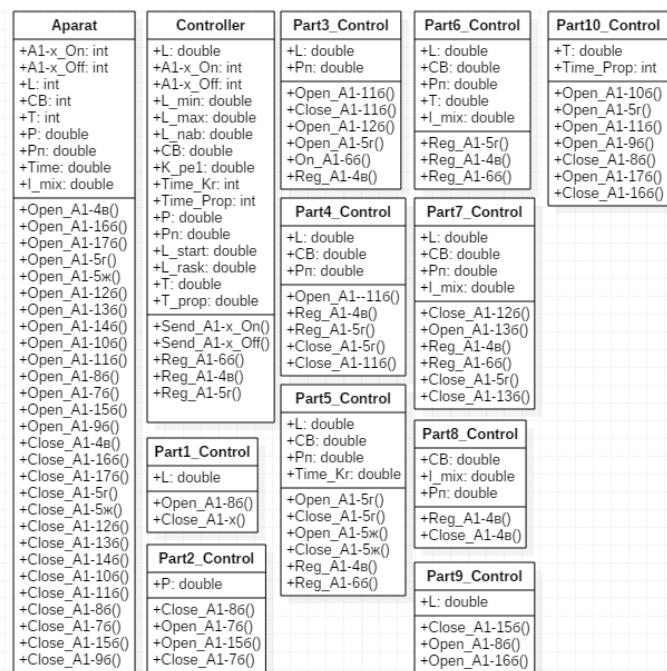 Aparat
+A1-x_On: int
+A1-x_Off: int
+L: int
+CB: int
+T: int
+P: double
+Pп: double
+Time: double
+I_mix: double
+Open_A1-4в()
+Open_A1-16б()
+Open_A1-17б()
+Open_A1-5г()
+Open_A1-5ж()
+Open_A1-12б()
+Open_A1-13б()
+Open_A1-14б()
+Open_A1-10б()
+Open_A1-11б()
+Open_A1-8б()
+Open_A1-7б()
+Open_A1-15б()
+Open_A1-9б()
+Close_A1-4в()
+Close_A1-16б()
+Close_A1-17б()
+Close_A1-5г()
+Close_A1-5ж()
+Close_A1-12б()
+Close_A1-13б()
+Close_A1-14б()
+Close_A1-10б()
+Close_A1-11б()
+Close_A1-8б()
+Close_A1-7б()
+Close_A1-15б()
+Close_A1-9б()
Controller
+L: double
+A1-x_On: int
+A1-x_Off: int
+L_min: double
+L_max: double
+L_nab: double
+CB: double
+K_pe1: double
+Time_Kr: int
+Time_Prop: int
+P: double
+Pn: double
+L_start: double
+L_rask: double
+T: double
+T_prop: double
+Send_A1-x_On()
+Send_A1-x_Off()
+Reg_A1-6б()
+Reg_A1-4в()
+Reg_A1-5г()
Part1_Control
+L: double
+Open_A1-8б()
+Close_A1-x()
Part2_Control
+P: double
+Close_A1-8б()
+Open_A1-7б()
+Open_A1-15б()
+Close_A1-7б()
Part3_Control
+L: double
+Pп: double
+Open_A1-11б()
+Close_A1-11б()
+Open_A1-12б()
+Open_A1-5г()
+On_A1-6б()
+Reg_A1-4в()
Part4_Control
+L: double
+CB: double
+Pп: double
+Open_A1--11б()
+Reg_A1-4в()
+Reg_A1-5г()
+Close_A1-5г()
+Close_A1-11б()
Part5_Control
+L: double
+CB: double
+Pп: double
+Time_Kr: double
+Open_A1-5г()
+Close_A1-5г()
+Open_A1-5ж()
+Close_A1-5ж()
+Reg_A1-4в()
+Reg_A1-6б()
Part6_Control
+L: double
+CB: double
+Pп: double
+T: double
+I_mix: double
+Reg_A1-5г()
+Reg_A1-4в()
+Reg_A1-6б()
Part7_Control
+L: double
+CB: double
+Pп: double
+I_mix: double
+Close_A1-12б()
+Open_A1-13б()
+Reg_A1-4в()
+Reg_A1-6б()
+Close_A1-5г()
+Close_A1-13б()
Part8_Control
+CB: double
+I_mix: double
+Pп: double
+Reg_A1-4в()
+Close_A1-4в()
Part9_Control
+L: double
+Close_A1-15б()
+Open_A1-8б()
+Open_A1-16б()
Part10_Control
+T: double
+Time_Prop: int
+Open_A1-10б()
+Open_A1-5г()
+Open_A1-11б()
+Open_A1-9б()
+Close_A1-8б()
+Open_A1-17б()
+Close_A1-16б()